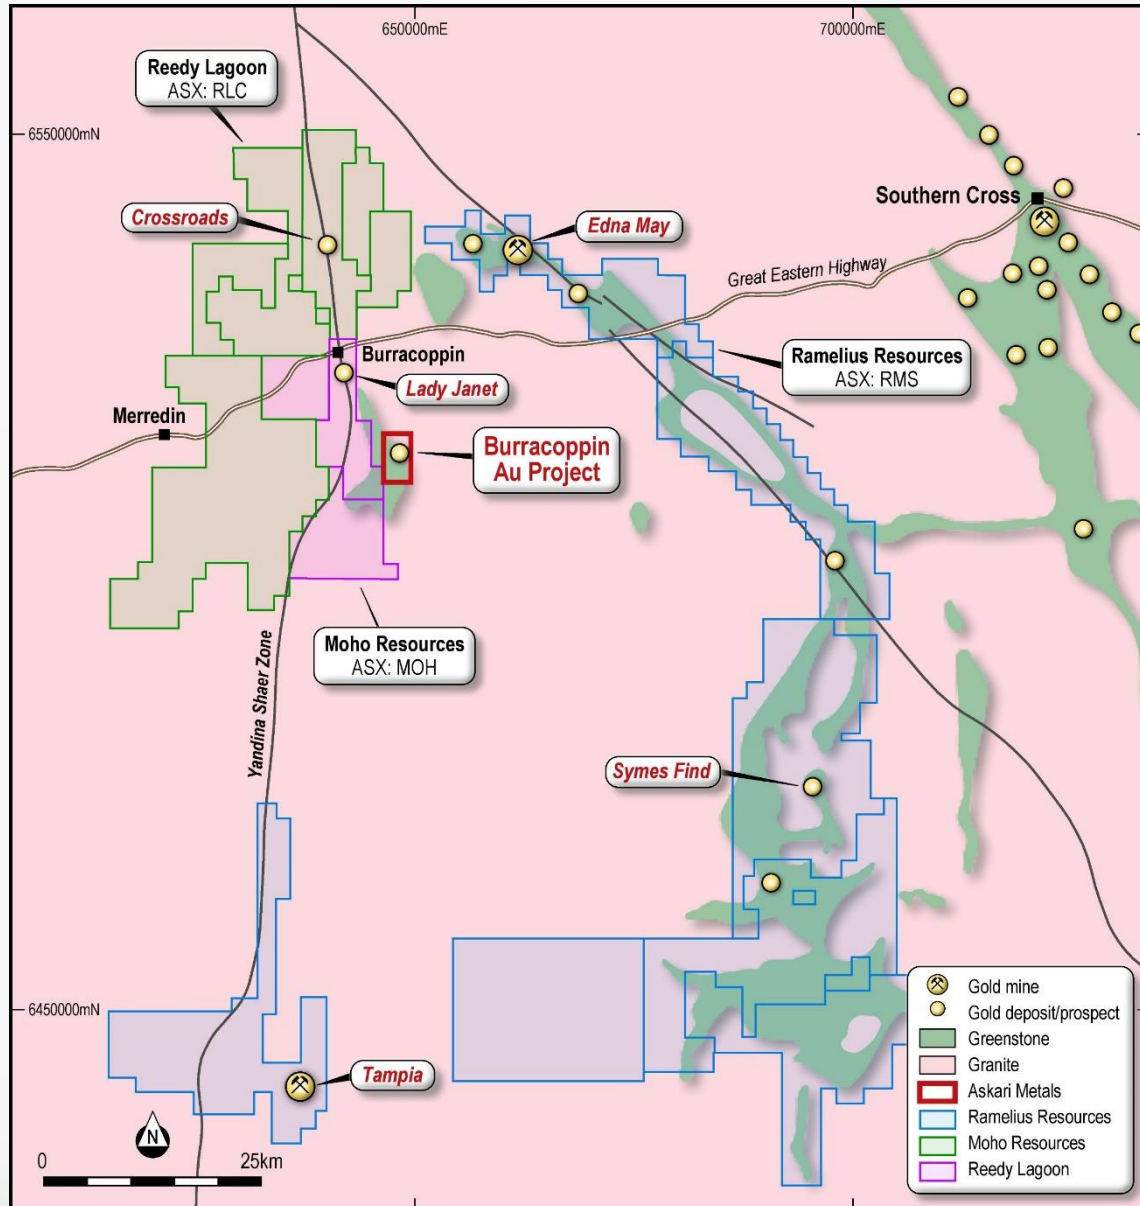 650000mE
700000mE
Reedy Lagoon
ASX: RLC
6550000mN
Southern Cross
Crossroads
Edna May
Great Eastern Highway
Burracoppin
Ramelius Resources
ASX: RMS
Lady Janet
Merredin
Burracoppin
Au Project
Moho Resources
ASX: MOH
Yandina Shaer Zone
Symes Find
6450000mN
Tampia
N
0
25km
Gold mine
Gold deposit/prospect
Greenstone
Granite
Askari Metals
Ramelius Resources
Moho Resources
Reedy Lagoon